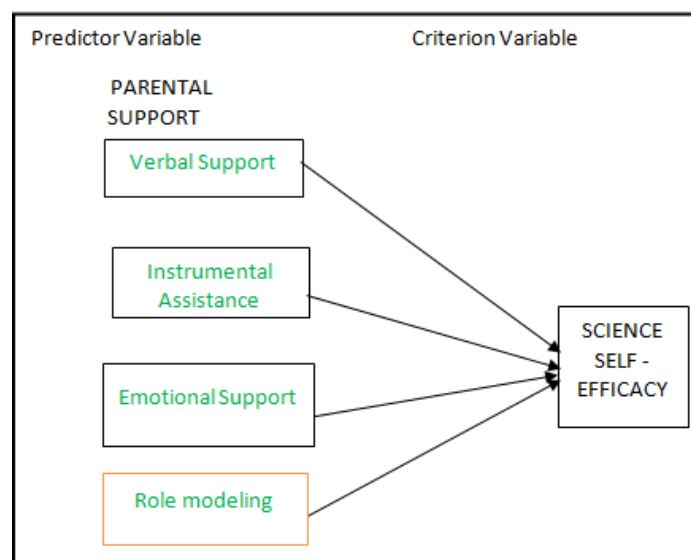 Predictor Variable
Criterion Variable
PARENTAL
SUPPORT
Verbal Support
Instrumental
Assistance
Emotional Support
Role modeling
SCIENCE
SELF -
EFFICACY